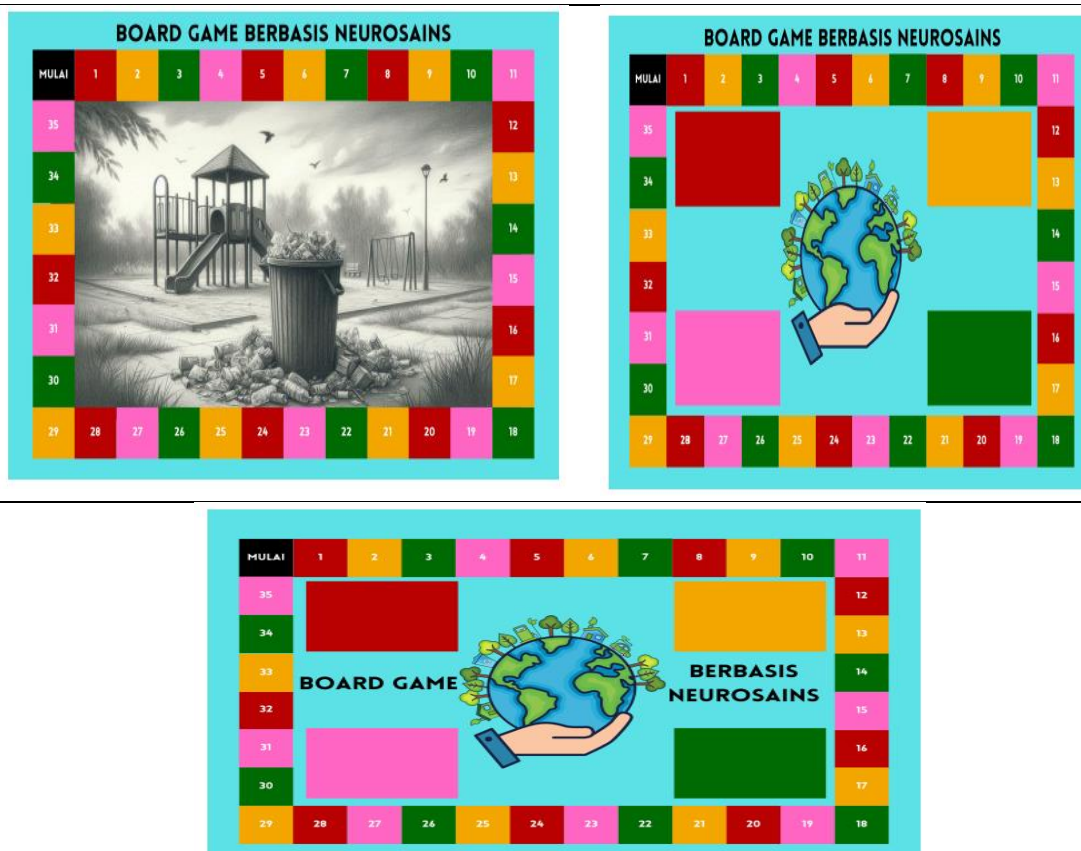 BOARD GAME BERBASIS NEUROSAINS
MULAI 1 2 3 4 5 6 7 8 9 10 11
35 12
34 13
33 14
32 15
31 16
30 17
29 28 27 26 25 24 23 22 21 20 19 18
BOARD GAME BERBASIS NEUROSAINS
MULAI 1 2 3 4 5 6 7 8 9 10 11
35 12
34 13
33 14
32 15
31 16
30 17
29 28 27 26 25 24 23 22 21 20 19 18
MULAI 1 2 3 4 5 6 7 8 9 10 11
35 12
34 13
33 BOARD GAME BERBASIS NEUROSAINS 14
32 15
31 16
30 17
29 28 27 26 25 24 23 22 21 20 19 18